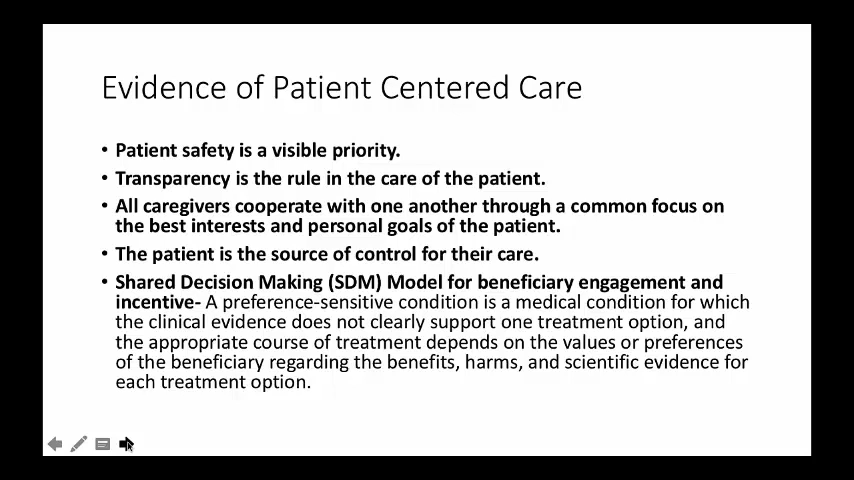 Evidence of Patient Centered Care
• Patient safety is a visible priority.
• Transparency is the rule in the care of the patient.
• All caregivers cooperate with one another through a common focus on
the best interests and personal goals of the patient.
• The patient is the source of control for their care.
• Shared Decision Making (SDM) Model for beneficiary engagement and
incentive- A preference-sensitive condition is a medical condition for which
the clinical evidence does not clearly support one treatment option, and
the appropriate course of treatment depends on the values or preferences
of the beneficiary regarding the benefits, harms, and scientific evidence for
each treatment option.